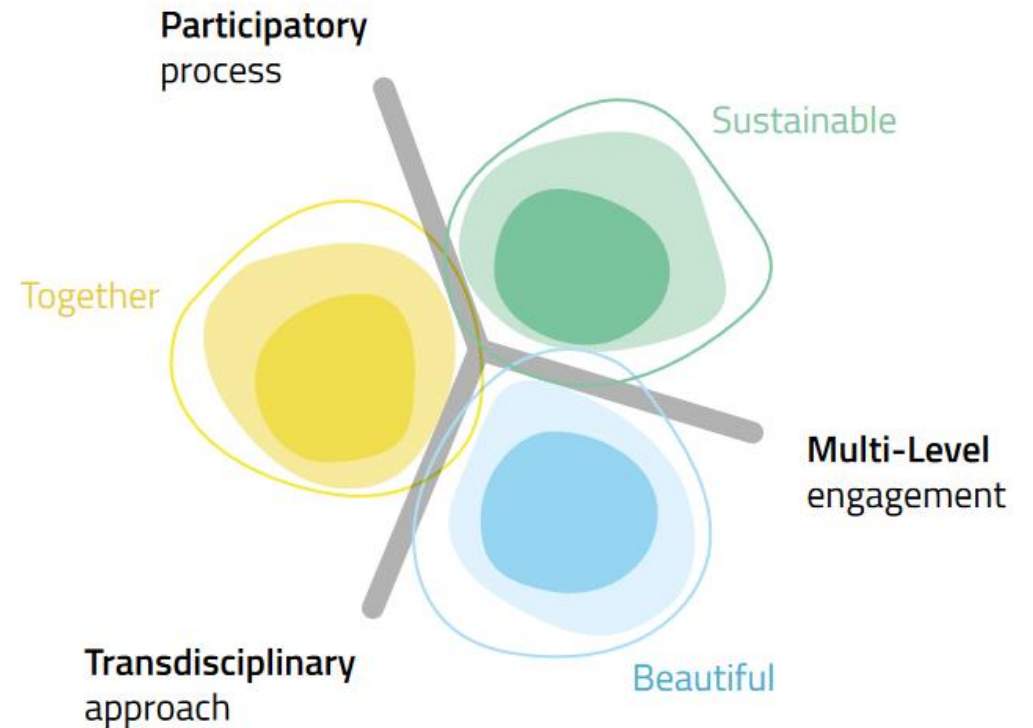 Participatory
process
Sustainable
Together
Multi-Level
engagement
Transdisciplinary
approach
Beautiful